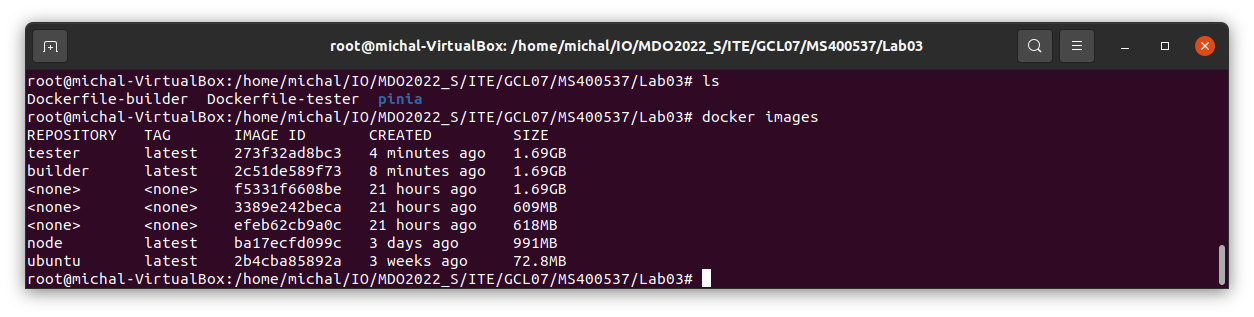 root@michal-VirtualBox: /home/michal/IO/MDO2022_S/ITE/GCL07/MS400537/Lab03
root@michal-VirtualBox:/home/michal/IO/MDO2022_S/ITE/GCL07/MS400537/Lab03# ls
Dockerfile-builder  Dockerfile-tester  pinia
root@michal-VirtualBox:/home/michal/IO/MDO2022_S/ITE/GCL07/MS400537/Lab03# docker images
REPOSITORY   TAG       IMAGE ID       CREATED         SIZE
tester       latest    273f32ad8bc3   4 minutes ago   1.69GB
builder      latest    2c51de589f73   8 minutes ago   1.69GB
<none>       <none>    f5331f6608be   21 hours ago    1.69GB
<none>       <none>    3389e242beca   21 hours ago    609MB
<none>       <none>    efeb62cb9a0c   21 hours ago    618MB
node         latest    ba17ecfd099c   3 days ago      991MB
ubuntu       latest    2b4cba85892a   3 weeks ago     72.8MB
root@michal-VirtualBox:/home/michal/IO/MDO2022_S/ITE/GCL07/MS400537/Lab03#